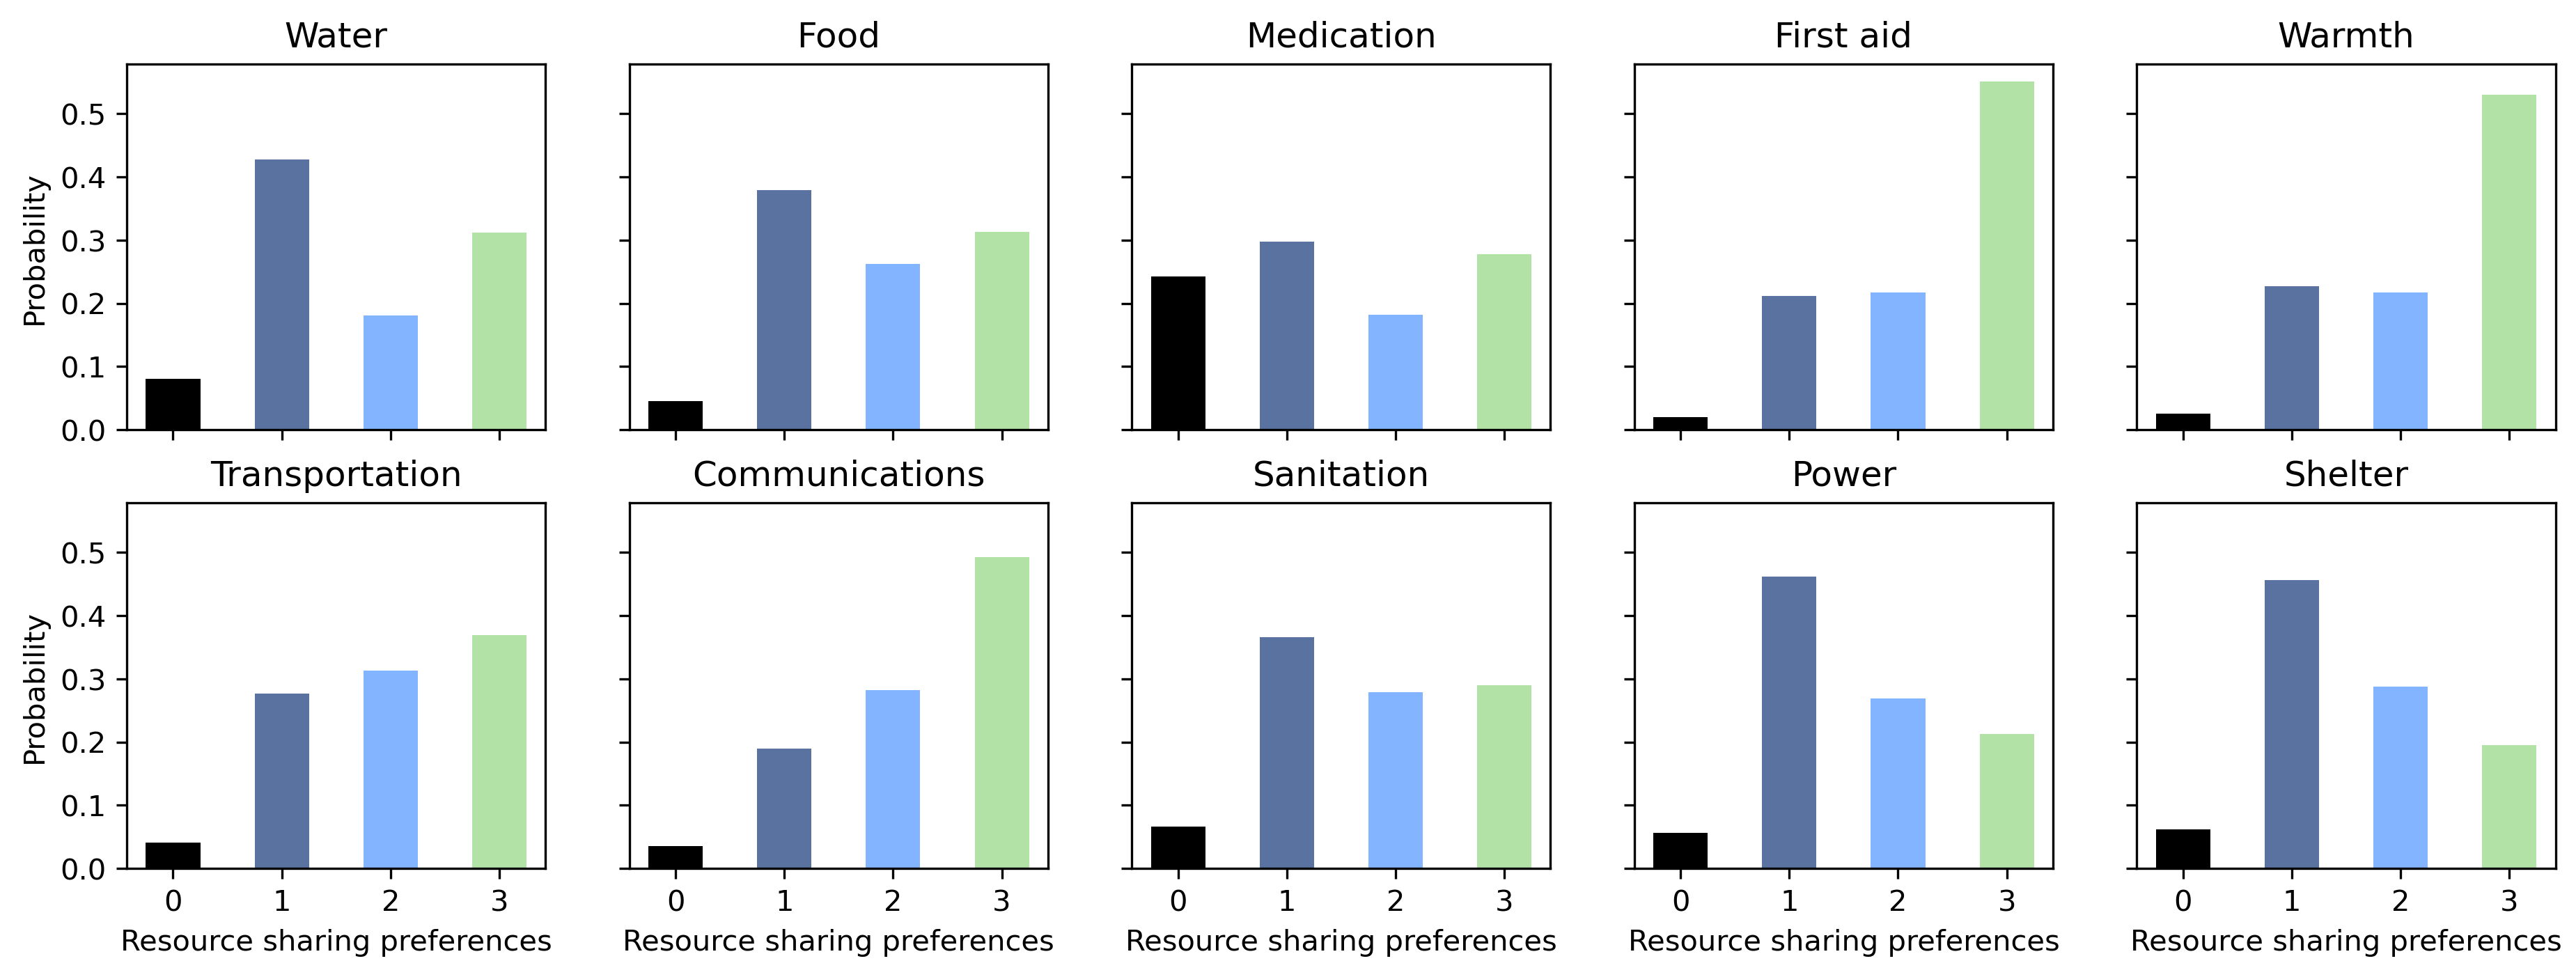 Water Food Medication First aid Warmth
Probability
0.5
0.4
0.3
0.2
0.1
0.0
Transportation Communications Sanitation Power Shelter
Probability
0.5
0.4
0.3
0.2
0.1
0.0
0 1 2 3 0 1 2 3 0 1 2 3 0 1 2 3 0 1 2 3
Resource sharing preferences Resource sharing preferences Resource sharing preferences Resource sharing preferences Resource sharing preferences